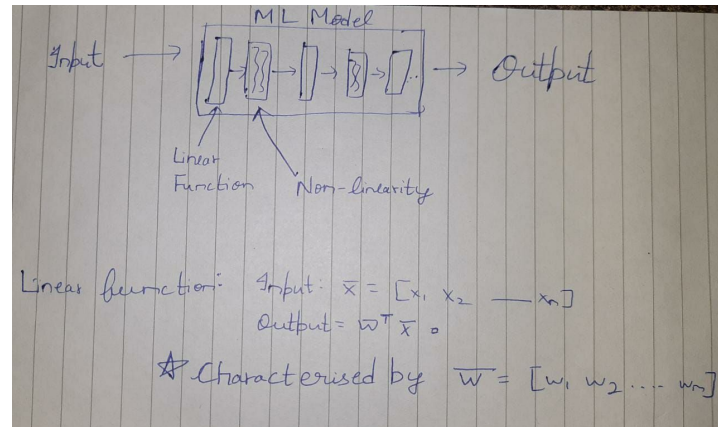 ML Model
Input → → → → → → Output
Linear Function
Non-linearity
Linear function: Input: x̅ = [x₁ x₂ — xₙ]
Output = w̅ᵀ x̅ .
☆ Characterised by w̅ = [w₁ w₂ .... wₙ]